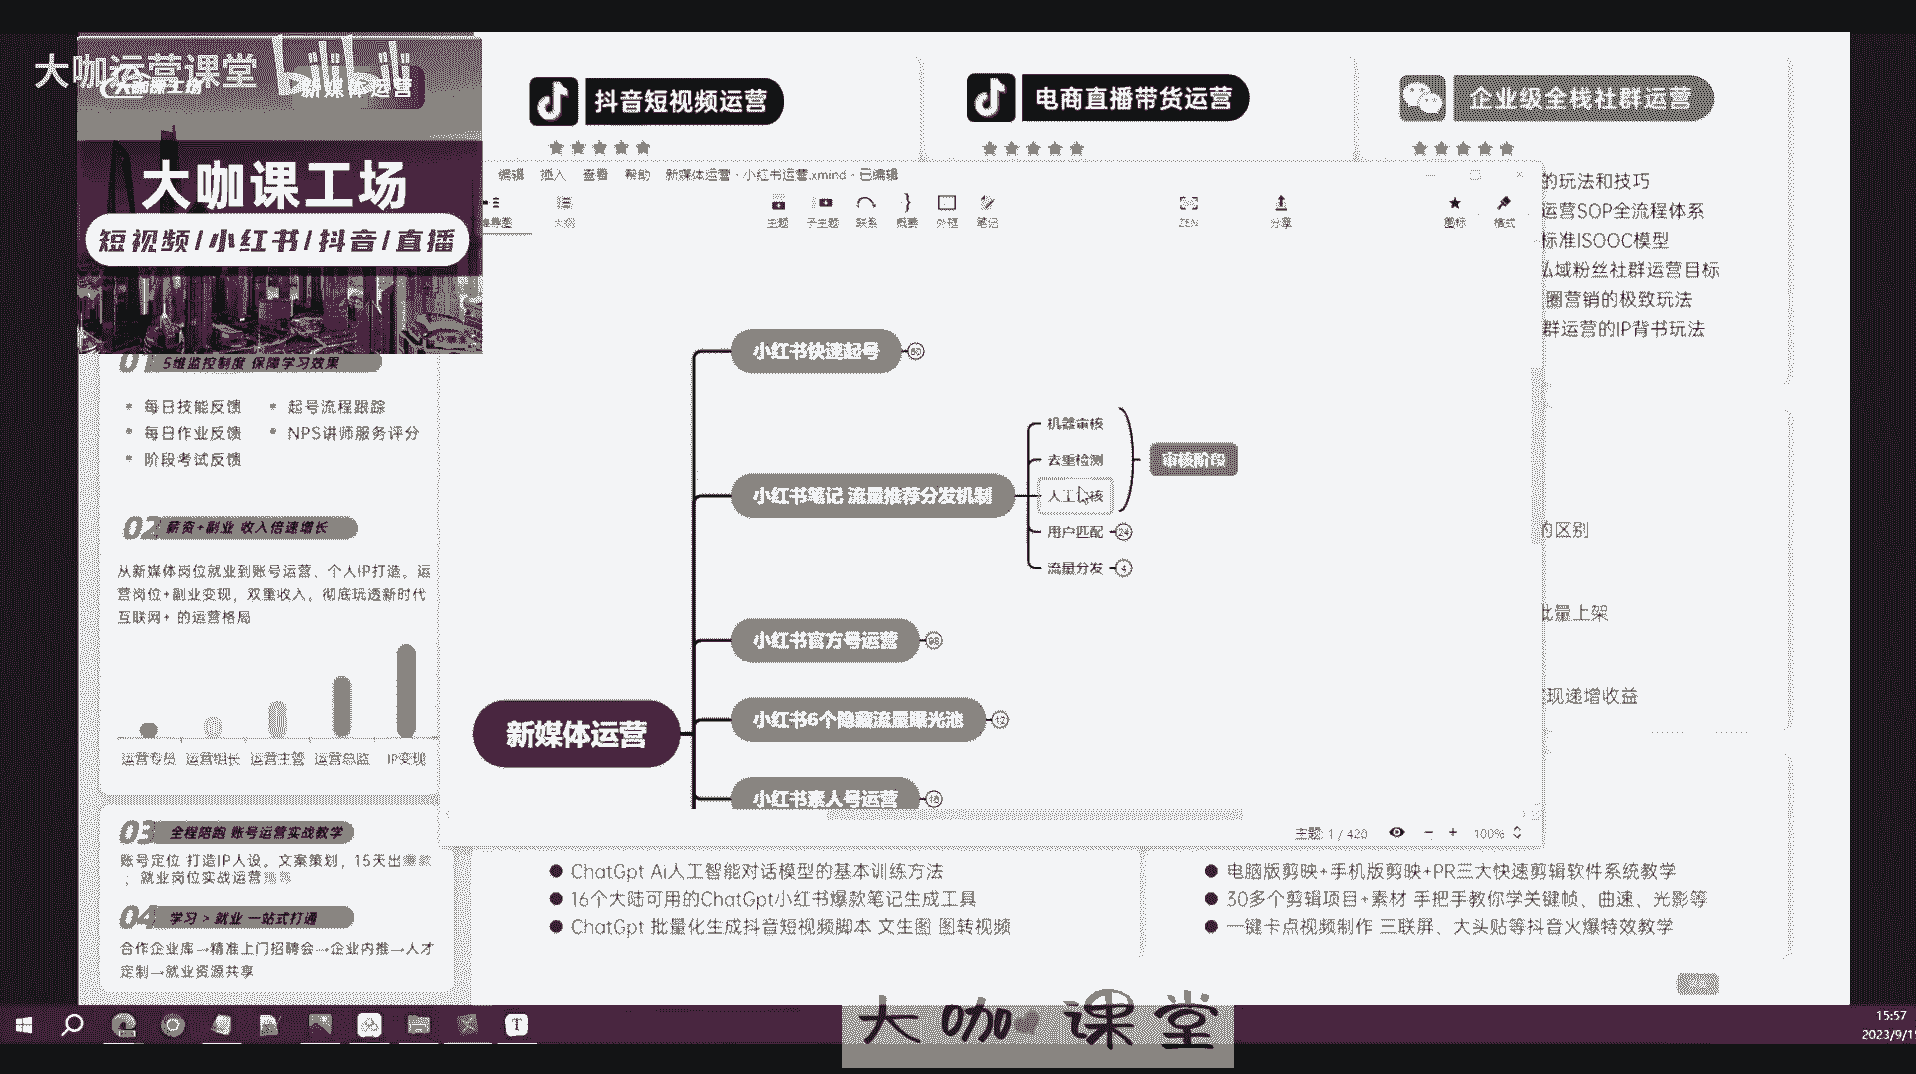 大咖运营课堂 bilibili
大咖课工场
新媒体运营
大咖课工场
短视频/小红书/抖音/直播
抖音短视频运营
电商直播带货运营
企业级全栈社群运营
编辑 插入 查看 帮助 新媒体运营 - 小红书运营.xmind - 已编辑
大纲 主题 子主题 联系 概要 外框 笔记 ZEN 分享 图标 格式
的玩法和技巧
运营SOP全流程体系
标准ISOOC模型
私域粉丝社群运营目标
圈营销的极致玩法
群运营的IP背书玩法
的区别
批量上架
现递增收益
01 5维监控制度 保障学习效果
每日技能反馈
起号流程跟踪
每日作业反馈
NPS讲师服务评分
阶段考试反馈
02 薪资+副业 收入倍速增长
从新媒体岗位就业到账号运营、个人IP打造。运
营岗位+副业变现，双重收入。彻底玩透新时代
互联网+ 的运营格局
运营专员 运营组长 运营主管 运营总监 IP变现
03 全程陪跑 账号运营实战教学
账号定位 打造IP人设。文案策划，15天出爆款
；就业岗位实战运营
04 学习 > 就业 一站式打通
合作企业库→精准上门招聘会→企业内推→人才
定制→就业资源共享
新媒体运营
小红书快速起号
小红书笔记 流量推荐分发机制
机器审核
去重检测
人工审核
审核阶段
用户匹配 24
流量分发 4
小红书官方号运营
小红书6个隐藏流量曝光池 12
小红书素人号运营
主题: 1 / 420
100%
ChatGpt Ai人工智能对话模型的基本训练方法
16个大陆可用的ChatGpt小红书爆款笔记生成工具
ChatGpt 批量化生成抖音短视频脚本 文生图 图转视频
电脑版剪映+手机版剪映+PR三大快速剪辑软件系统教学
30多个剪辑项目+素材 手把手教你学关键帧、曲速、光影等
一键卡点视频制作 三联屏、大头贴等抖音火爆特效教学
大咖课堂
15:57